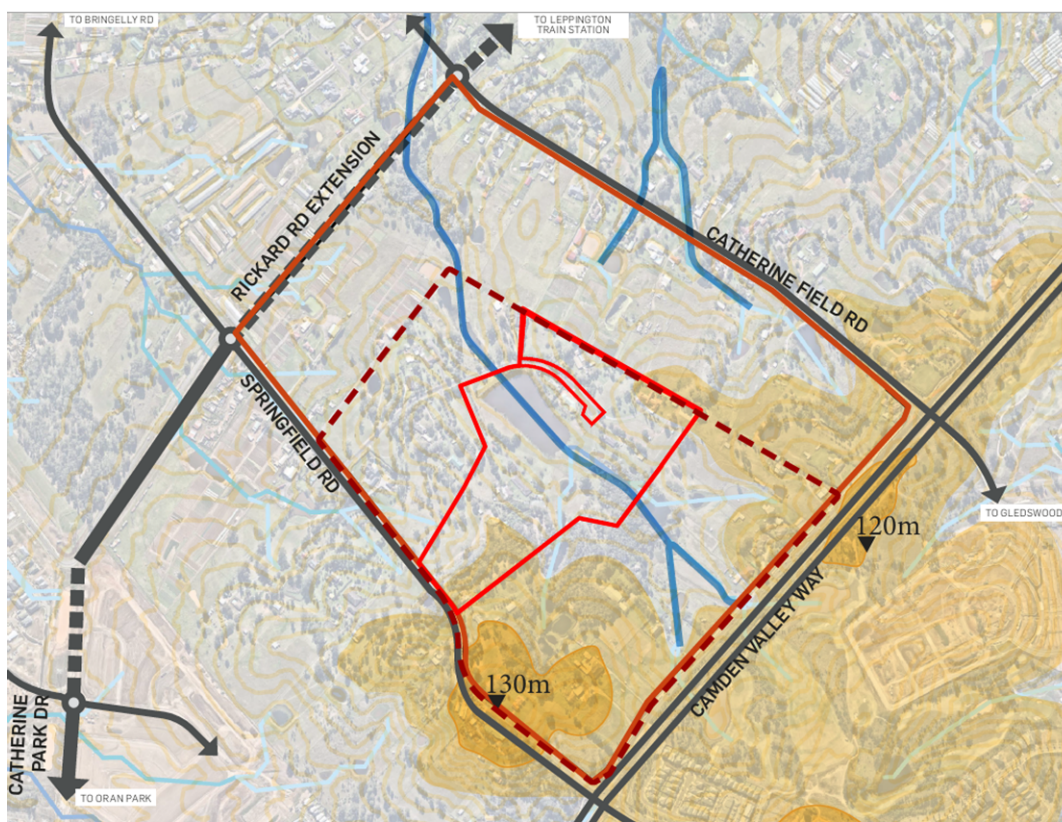 TO BRINGELLY RD
TO LEPPINGTON
TRAIN STATION
RICKARD RD EXTENSION
CATHERINE FIELD RD
SPRINGFIELD RD
TO GLEDSWOOD
120m
CAMDEN VALLEY WAY
130m
CATHERINE
PARK DR
TO ORAN PARK